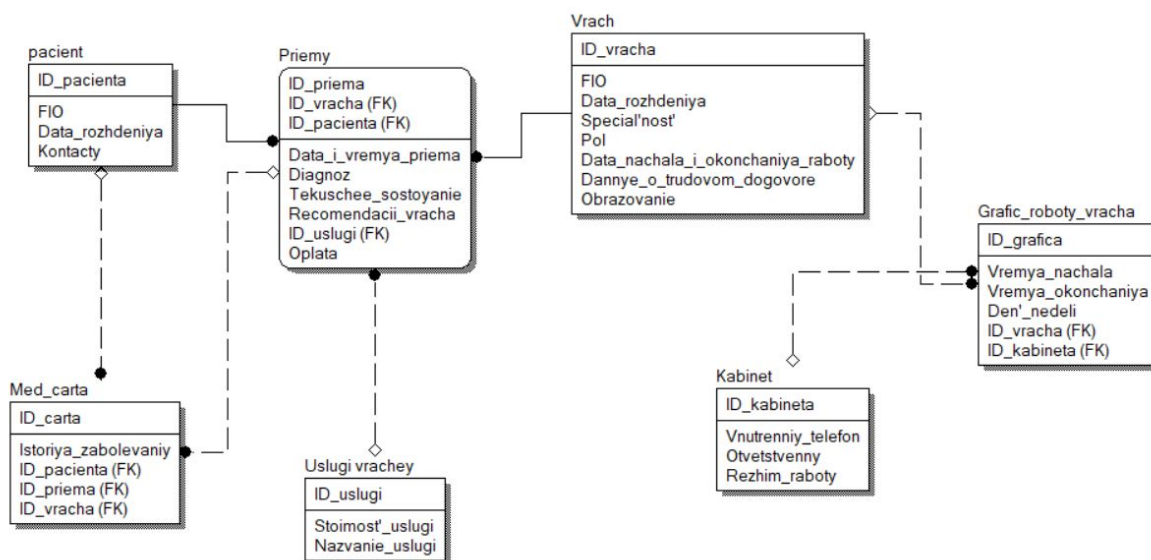 pacient
ID_pacienta
FIO
Data_rozhdeniya
Kontacty
Priemy
ID_priema
ID_vracha (FK)
ID_pacienta (FK)
Data_i_vremya_priema
Diagnoz
Tekuschee_sostoyanie
Recomendacii_vracha
ID_uslugi (FK)
Oplata
Vrach
ID_vracha
FIO
Data_rozhdeniya
Special'nost'
Pol
Data_nachala_i_okonchaniya_raboty
Dannye_o_trudovom_dogovore
Obrazovanie
Grafic_roboty_vracha
ID_grafica
Vremya_nachala
Vremya_okonchaniya
Den'_nedeli
ID_vracha (FK)
ID_kabineta (FK)
Med_carta
ID_carta
Istoriya_zabolevaniy
ID_pacienta (FK)
ID_priema (FK)
ID_vracha (FK)
Uslugi vrachey
ID_uslugi
Stoimost'_uslugi
Nazvanie_uslugi
Kabinet
ID_kabineta
Vnutrenniy_telefon
Otvetstvenny
Rezhim_raboty